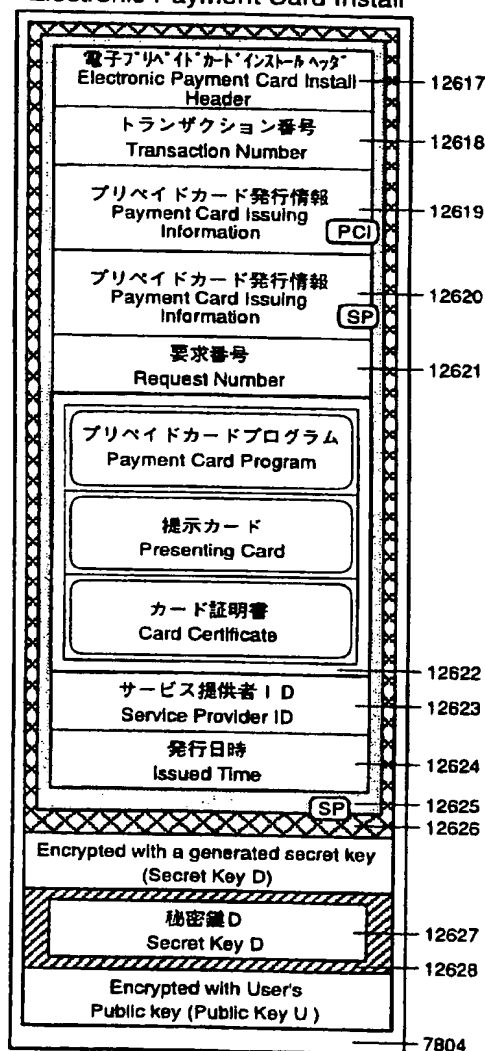 Electronic Payment Card Install
電子プリペイドカードインストールヘッダ
Electronic Payment Card Install
Header
12617
トランザクション番号
Transaction Number
12618
プリペイドカード発行情報
Payment Card Issuing
Information
PCI
12619
プリペイドカード発行情報
Payment Card Issuing
Information
SP
12620
要求番号
Request Number
12621
プリペイドカードプログラム
Payment Card Program
提示カード
Presenting Card
カード証明書
Card Certificate
12622
サービス提供者ID
Service Provider ID
12623
発行日時
Issued Time
12624
SP
12625
12626
Encrypted with a generated secret key
(Secret Key D)
秘密鍵D
Secret Key D
12627
12628
Encrypted with User's
Public key (Public Key U)
7804